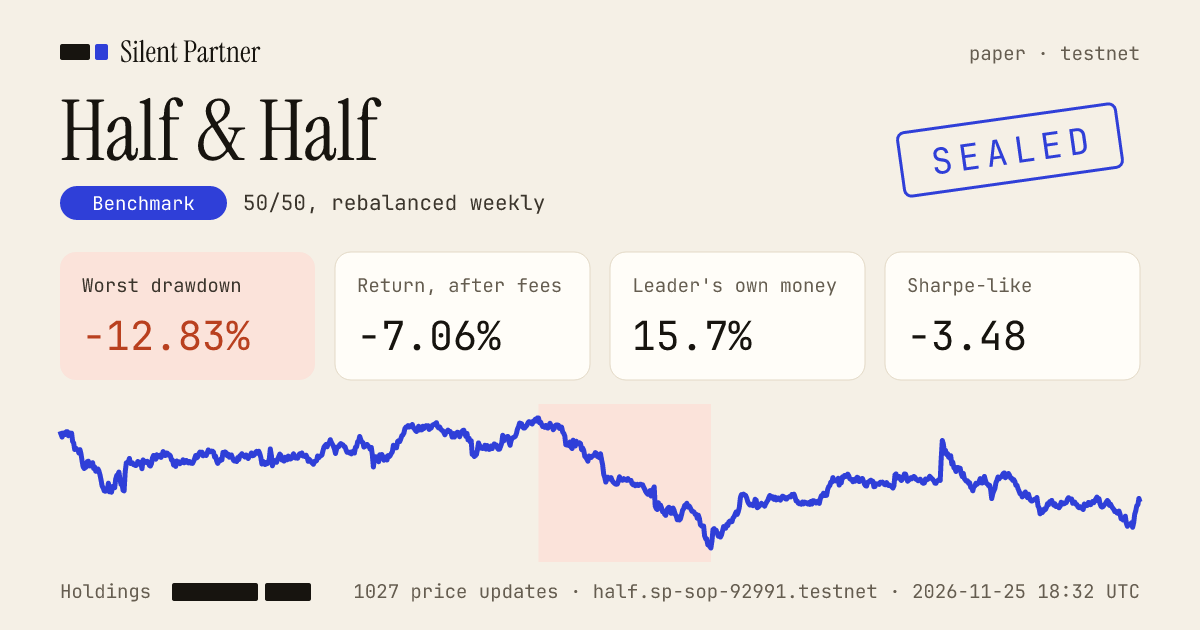 Silent Partner
paper · testnet
Half & Half
SEALED
Benchmark 50/50, rebalanced weekly
Worst drawdown
-12.83%
Return, after fees
-7.06%
Leader's own money
15.7%
Sharpe-like
-3.48
Holdings
1027 price updates · half.sp-sop-92991.testnet · 2026-11-25 18:32 UTC